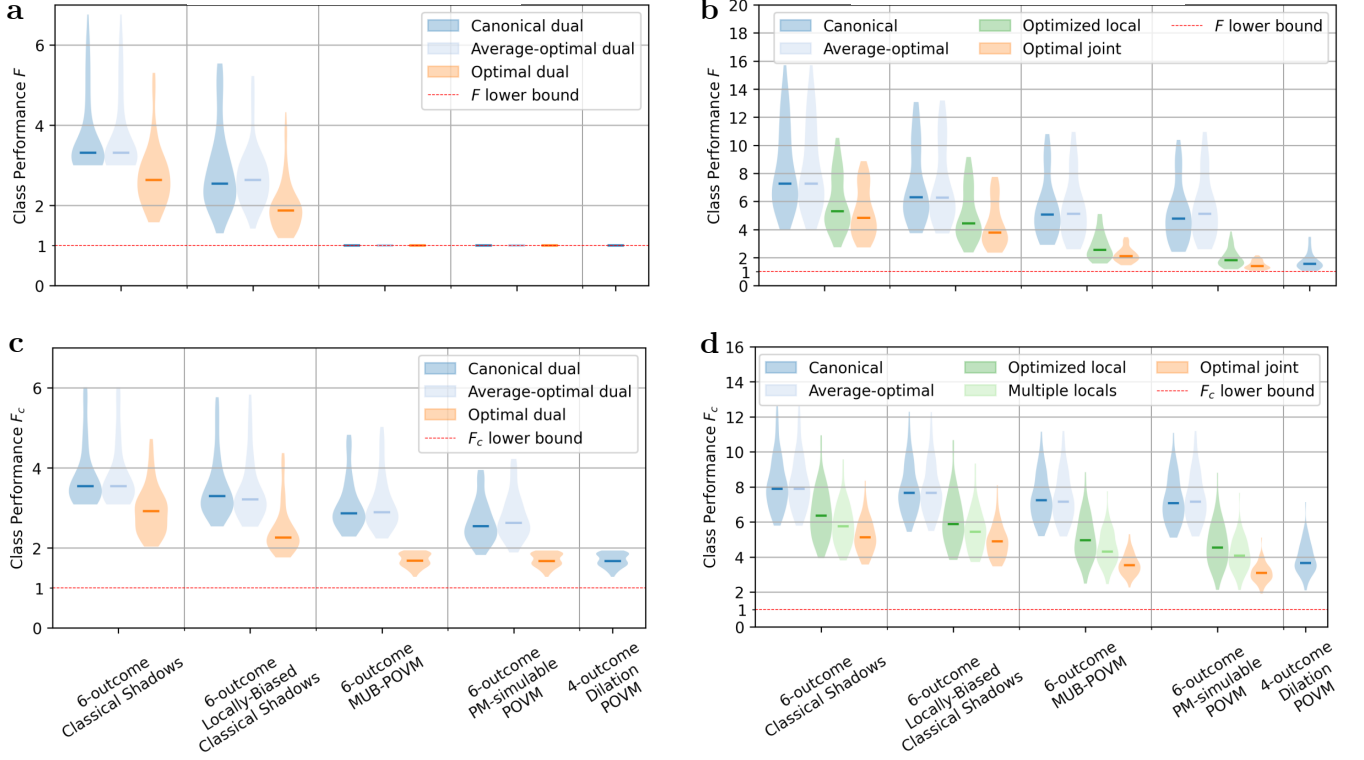 a
Class Performance F
6
4
2
1
0
Canonical dual
Average-optimal dual
Optimal dual
F lower bound
b
Class Performance F
20
18
16
14
12
10
8
6
4
2
1
0
Canonical
Average-optimal
Optimized local
Optimal joint
F lower bound
c
Class Performance F_c
6
4
2
1
0
Canonical dual
Average-optimal dual
Optimal dual
F_c lower bound
6-outcome
Classical Shadows
6-outcome
Locally-Biased
Classical Shadows
6-outcome
MUB-POVM
6-outcome
PM-simulable
POVM
4-outcome
Dilation
POVM
d
Class Performance F_c
16
14
12
10
8
6
4
2
1
0
Canonical
Average-optimal
Optimized local
Multiple locals
Optimal joint
F_c lower bound
6-outcome
Classical Shadows
6-outcome
Locally-Biased
Classical Shadows
6-outcome
MUB-POVM
6-outcome
PM-simulable
POVM
4-outcome
Dilation
POVM